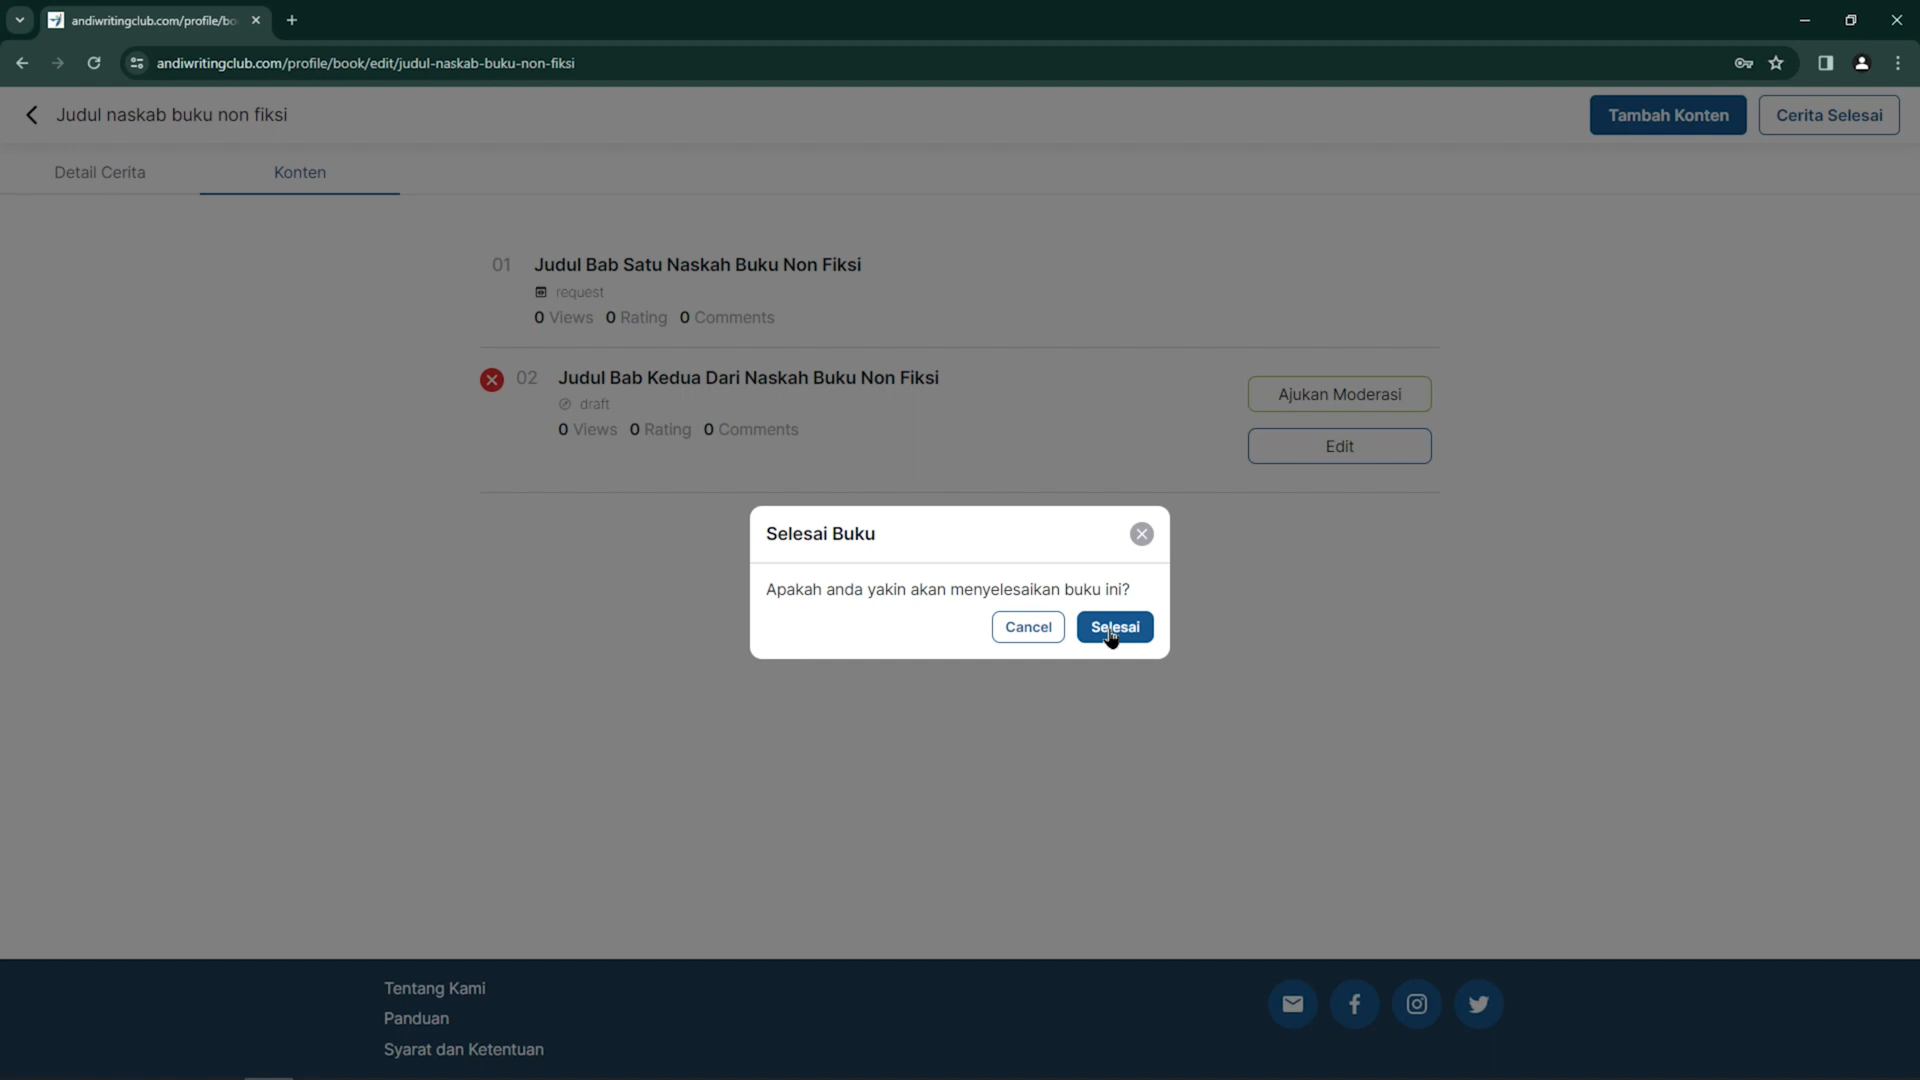 andiwritingclub.com/profile/bo
andiwritingclub.com/profile/book/edit/judul-naskab-buku-non-fiksi
Judul naskab buku non fiksi
Tambah Konten
Cerita Selesai
Detail Cerita
Konten
01 Judul Bab Satu Naskah Buku Non Fiksi
request
0 Views 0 Rating 0 Comments
02 Judul Bab Kedua Dari Naskah Buku Non Fiksi
draft
0 Views 0 Rating 0 Comments
Ajukan Moderasi
Edit
Selesai Buku
Apakah anda yakin akan menyelesaikan buku ini?
Cancel
Selesai
Tentang Kami
Panduan
Syarat dan Ketentuan